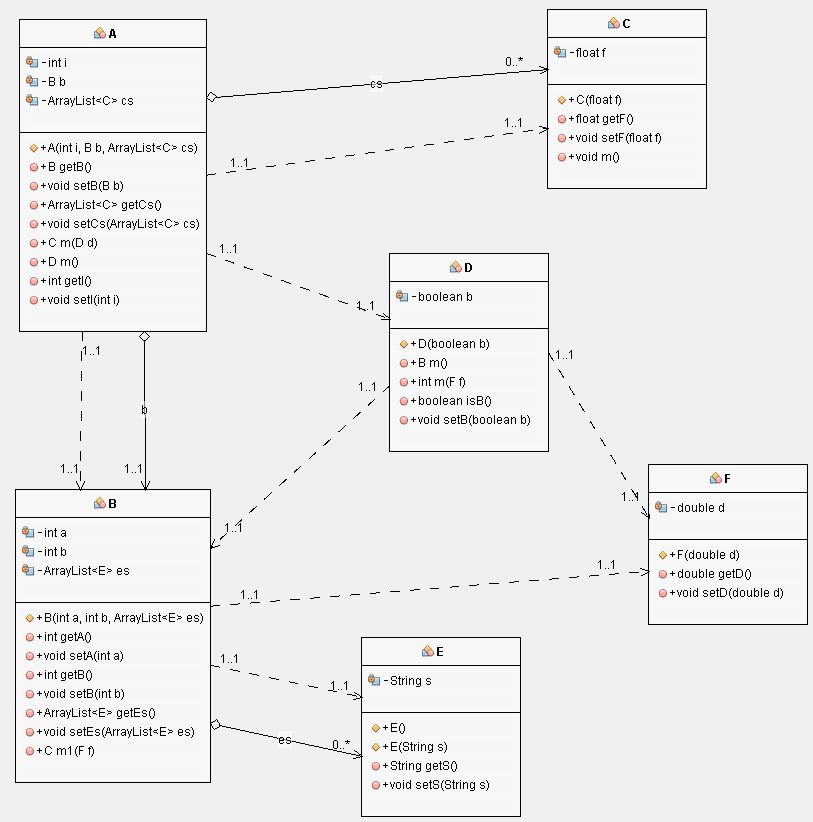 A
-int i
-B b
-ArrayList<C> cs
+A(int i, B b, ArrayList<C> cs)
+B getB()
+void setB(B b)
+ArrayList<C> getCs()
+void setCs(ArrayList<C> cs)
+C m(D d)
+D m()
+int getI()
+void setI(int i)
cs
0..*
1..1
1..1
C
-float f
+C(float f)
+float getF()
+void setF(float f)
+void m()
1..1
1..1
D
-boolean b
+D(boolean b)
+B m()
+int m(F f)
+boolean isB()
+void setB(boolean b)
1..1
1..1
b
1..1
1..1
1..1
1..1
1..1
F
-double d
+F(double d)
+double getD()
+void setD(double d)
B
-int a
-int b
-ArrayList<E> es
+B(int a, int b, ArrayList<E> es)
+int getA()
+void setA(int a)
+int getB()
+void setB(int b)
+ArrayList<E> getEs()
+void setEs(ArrayList<E> es)
+C m1(F f)
1..1
1..1
1..1
1..1
es
0..*
E
-String s
+E()
+E(String s)
+String getS()
+void setS(String s)